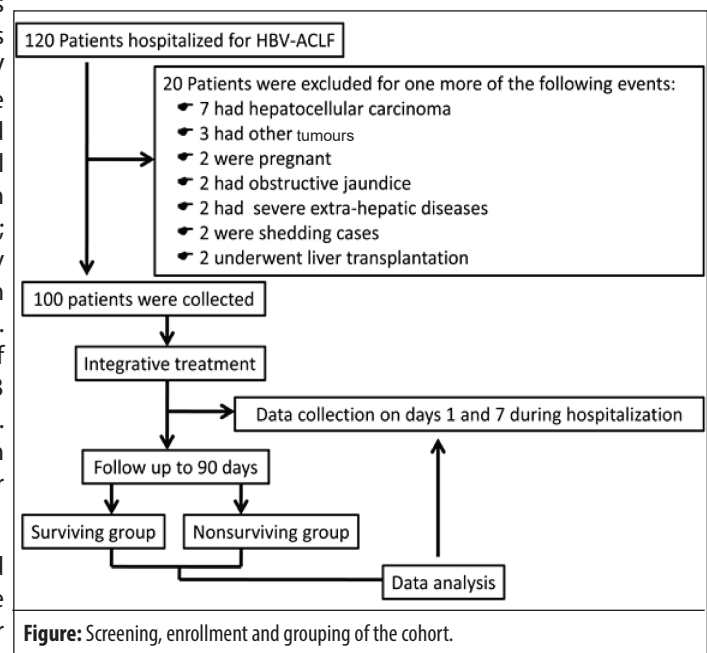 120 Patients hospitalized for HBV-ACLF
20 Patients were excluded for one more of the following events:
7 had hepatocellular carcinoma
3 had other tumours
2 were pregnant
2 had obstructive jaundice
2 had severe extra-hepatic diseases
2 were shedding cases
2 underwent liver transplantation
100 patients were collected
Integrative treatment
Data collection on days 1 and 7 during hospitalization
Follow up to 90 days
Surviving group
Nonsurviving group
Data analysis
Figure: Screening, enrollment and grouping of the cohort.